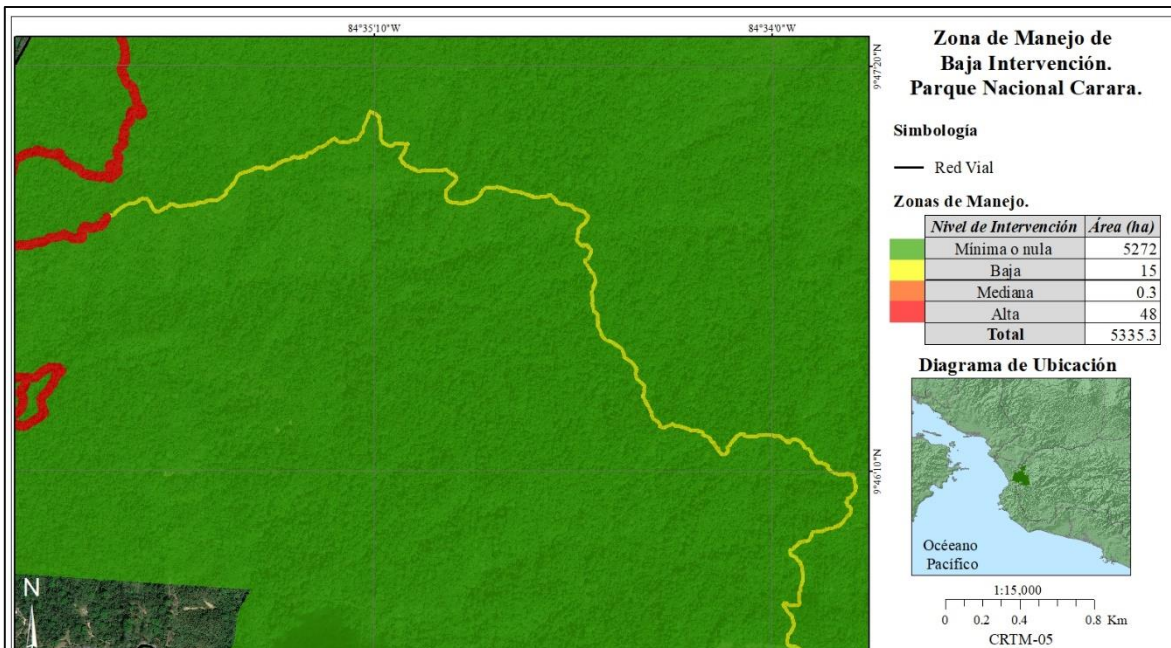 84°35'10"W
84°34'0"W
9°47'20"N
9°46'10"N
N
Zona de Manejo de
Baja Intervención.
Parque Nacional Carara.
Simbología
Red Vial
Zonas de Manejo.
Nivel de Intervención Área (ha)
Mínima o nula 5272
Baja 15
Mediana 0.3
Alta 48
Total 5335.3
Diagrama de Ubicación
Océeano
Pacífico
1:15,000
0 0.2 0.4 0.8 Km
CRTM-05